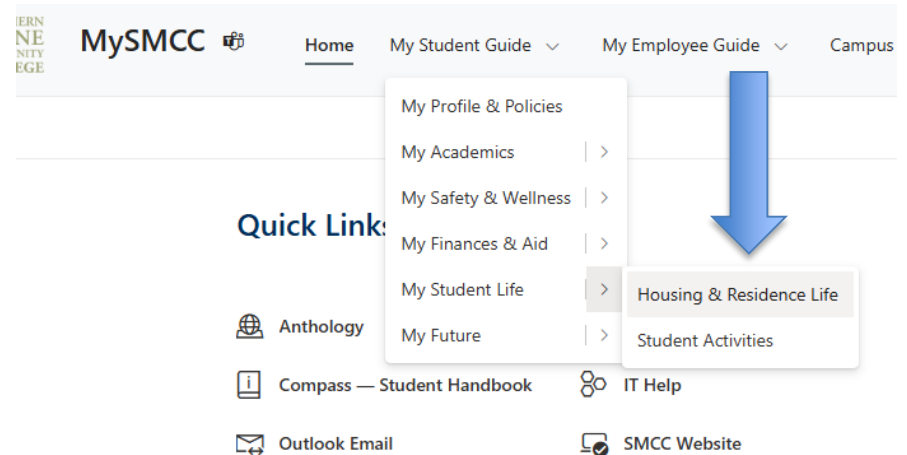 NE
EGE
MySMCC
Home
My Student Guide
My Employee Guide
Campus
My Profile & Policies
My Academics
My Safety & Wellness
My Finances & Aid
My Student Life
My Future
Housing & Residence Life
Student Activities
Quick Links
Anthology
Compass — Student Handbook
IT Help
Outlook Email
SMCC Website